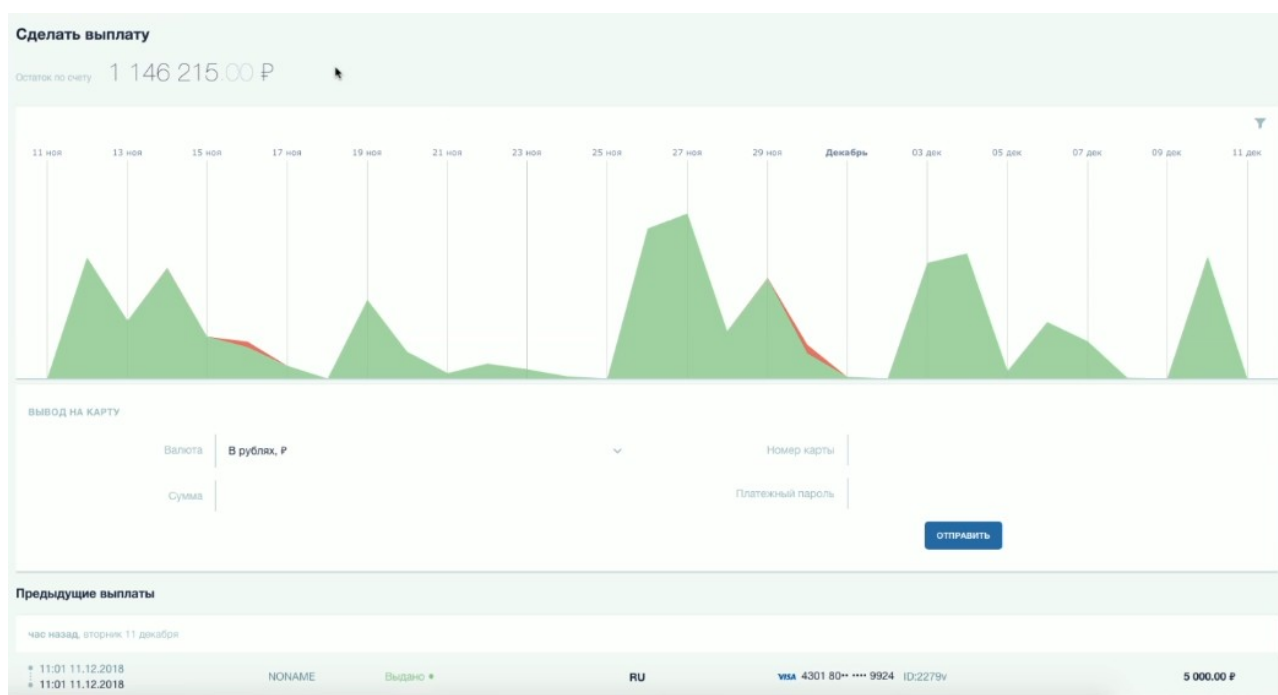 Сделать выплату
Остаток по счету 1 146 215.00 ₽
11 ноя 13 ноя 15 ноя 17 ноя 19 ноя 21 ноя 23 ноя 25 ноя 27 ноя 29 ноя Декабрь 03 дек 05 дек 07 дек 09 дек 11 дек
ВЫВОД НА КАРТУ
Валюта В рублях, ₽ Номер карты
Сумма Платежный пароль
ОТПРАВИТЬ
Предыдущие выплаты
час назад, вторник 11 декабря
11:01 11.12.2018
11:01 11.12.2018 NONAME Выдано RU VISA 4301 80•• •••• 9924 ID:2279v 5 000.00 ₽